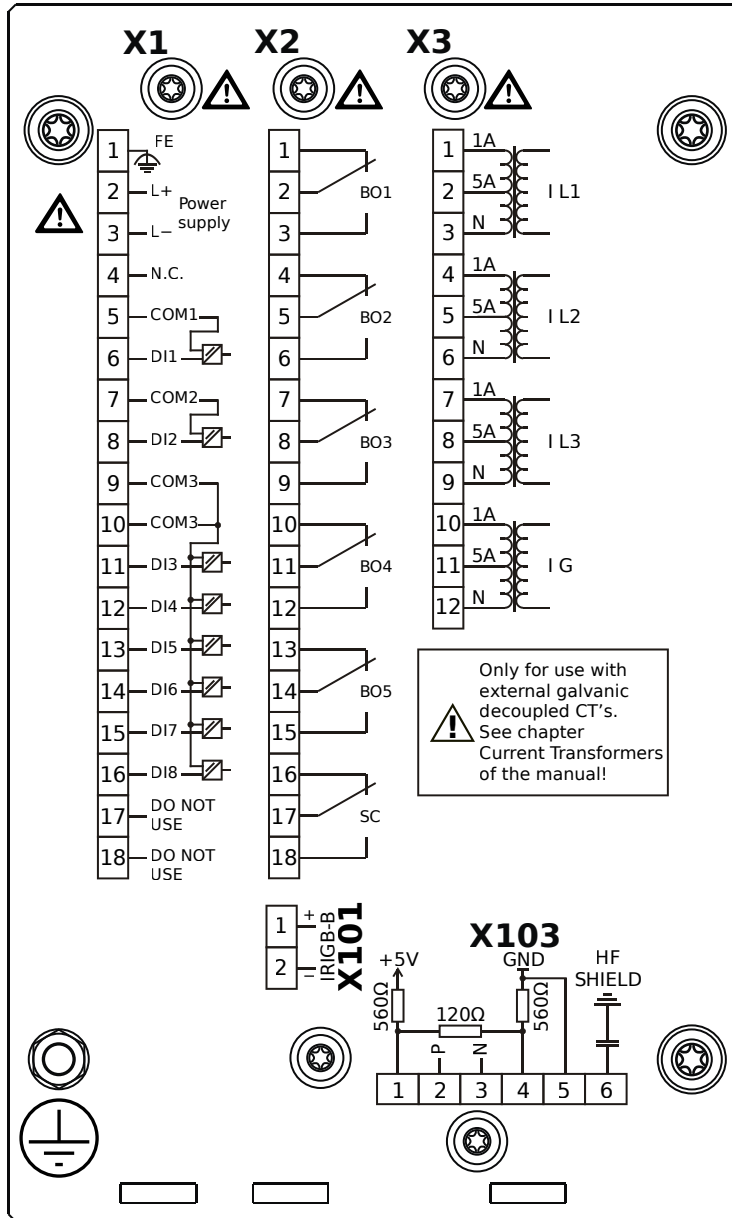 X1 X2 X3
1 FE
2 L+
Power
supply
3 L−
4 N.C.
5 COM1
6 DI1
7 COM2
8 DI2
9 COM3
10 COM3
11 DI3
12 DI4
13 DI5
14 DI6
15 DI7
16 DI8
17 DO NOT
USE
18 DO NOT
USE
1
2 BO1
3
4
5 BO2
6
7
8 BO3
9
10
11 BO4
12
13
14 BO5
15
16
17 SC
18
1 1A
2 5A I L1
3 N
4 1A
5 5A I L2
6 N
7 1A
8 5A I L3
9 N
10 1A
11 5A I G
12 N
Only for use with
external galvanic
decoupled CT's.
See chapter
Current Transformers
of the manual!
1 +
2 −
IRIGB-B
X101
X103
+5V GND HF
SHIELD
560Ω 120Ω 560Ω
P N
1 2 3 4 5 6